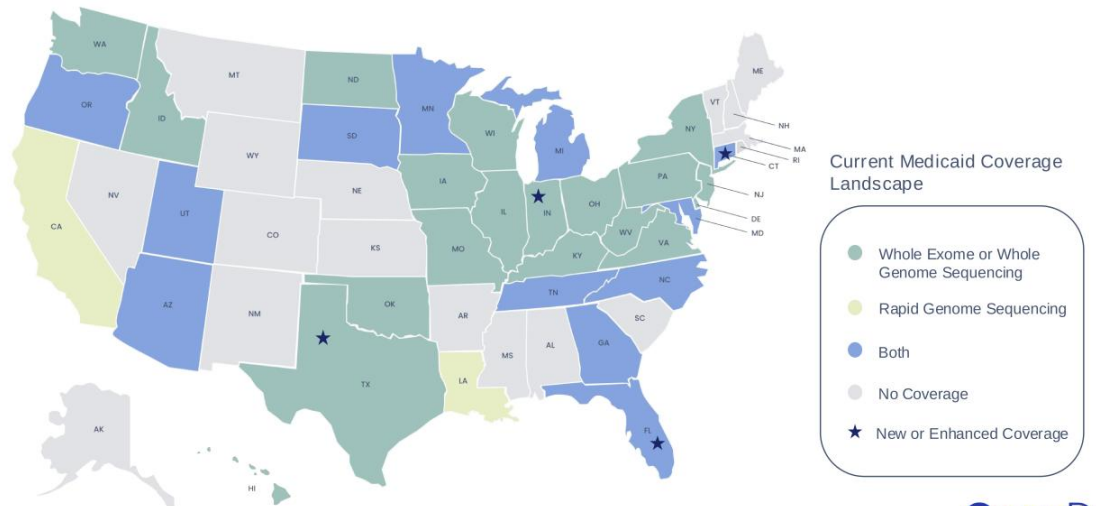 WA
MT
ND
MN
OR
ID
SD
WI
MI
WY
NV
UT
CA
CO
NE
KS
IA
MO
IL
IN
OH
KY
WV
VA
PA
NY
VT
ME
NH
MA
RI
CT
NJ
DE
MD
AZ
NM
OK
TX
AR
LA
MS
AL
TN
NC
SC
GA
FL
AK
HI
Current Medicaid Coverage
Landscape
Whole Exome or Whole
Genome Sequencing
Rapid Genome Sequencing
Both
No Coverage
New or Enhanced Coverage